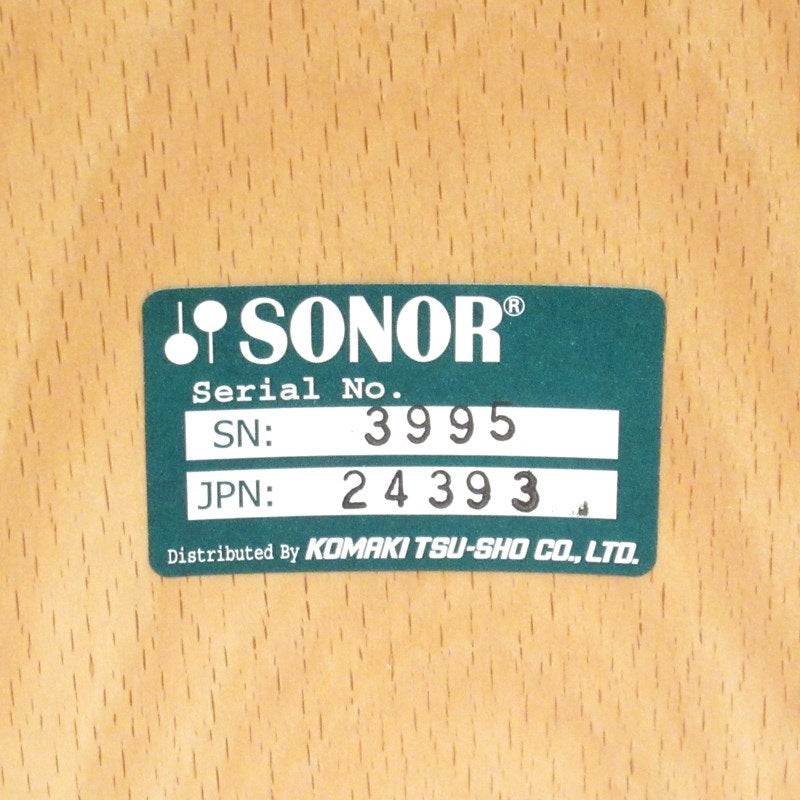 SONOR®
Serial No.
SN: 3995
JPN: 24393
Distributed By KOMAKI TSU-SHO CO., LTD.